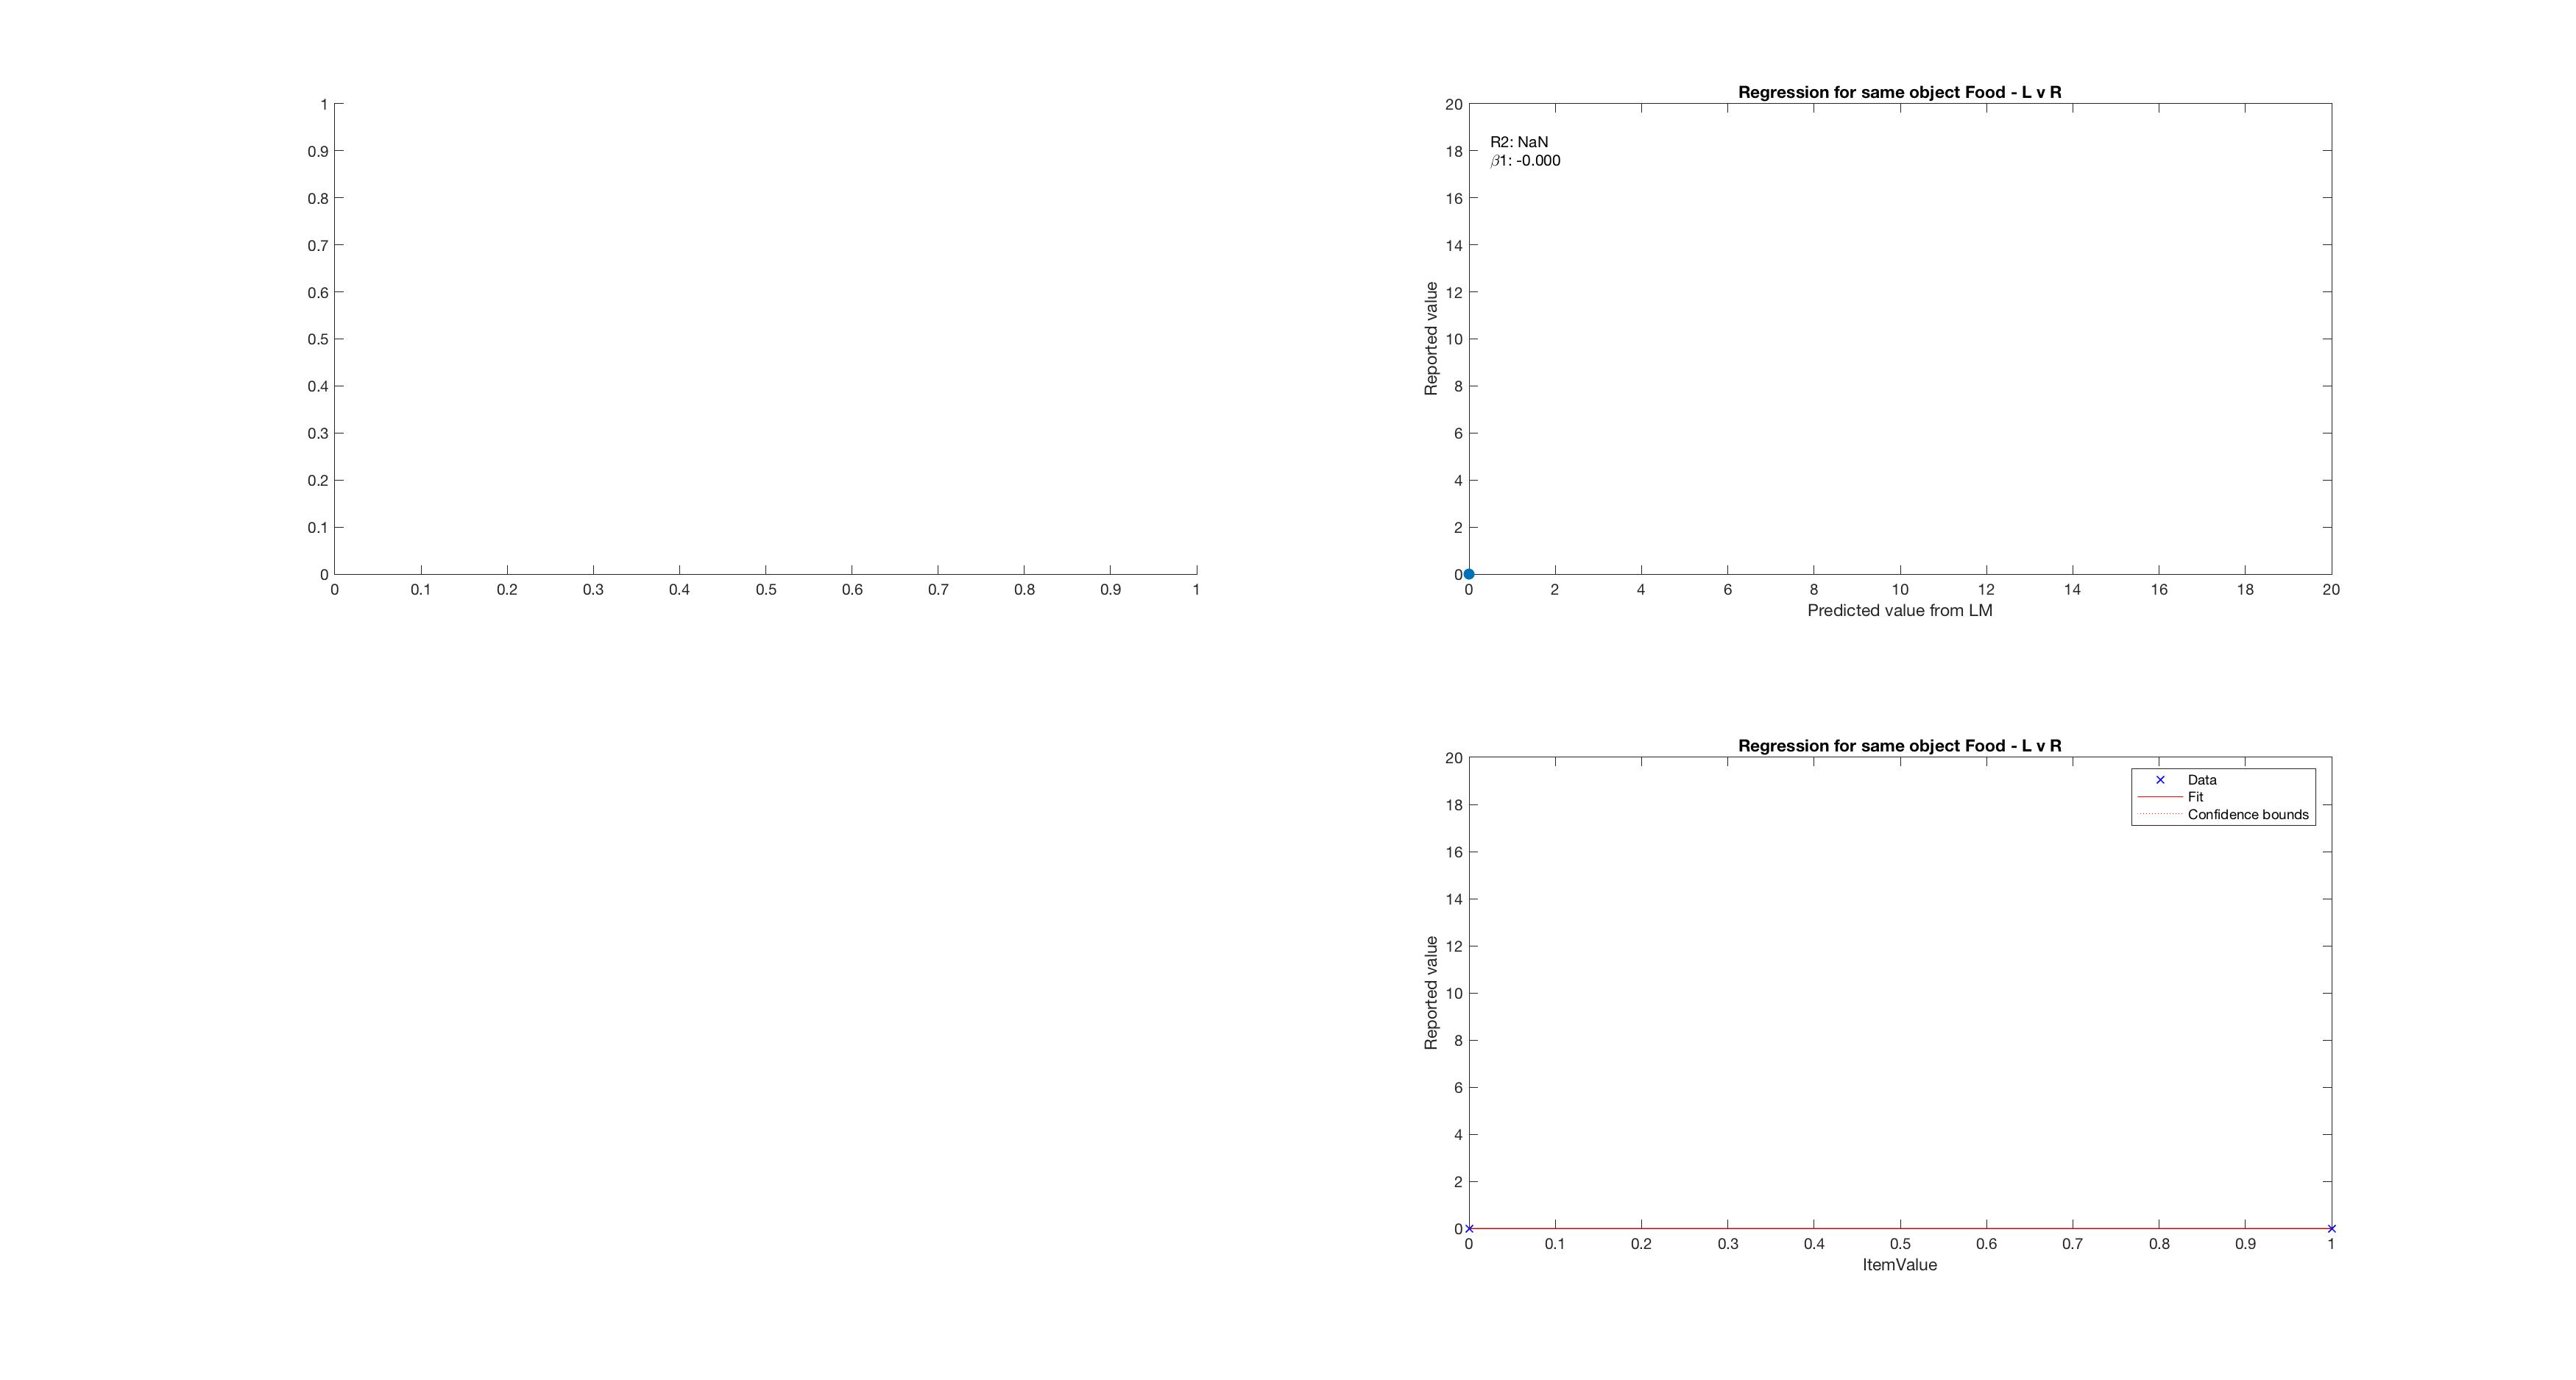 1
0.9
0.8
0.7
0.6
0.5
0.4
0.3
0.2
0.1
0
0 0.1 0.2 0.3 0.4 0.5 0.6 0.7 0.8 0.9 1
Regression for same object Food - L v R
R2: NaN
β1: -0.000
Reported value
20
18
16
14
12
10
8
6
4
2
0
0 2 4 6 8 10 12 14 16 18 20
Predicted value from LM
Regression for same object Food - L v R
Data
Fit
Confidence bounds
Reported value
20
18
16
14
12
10
8
6
4
2
0
0 0.1 0.2 0.3 0.4 0.5 0.6 0.7 0.8 0.9 1
ItemValue